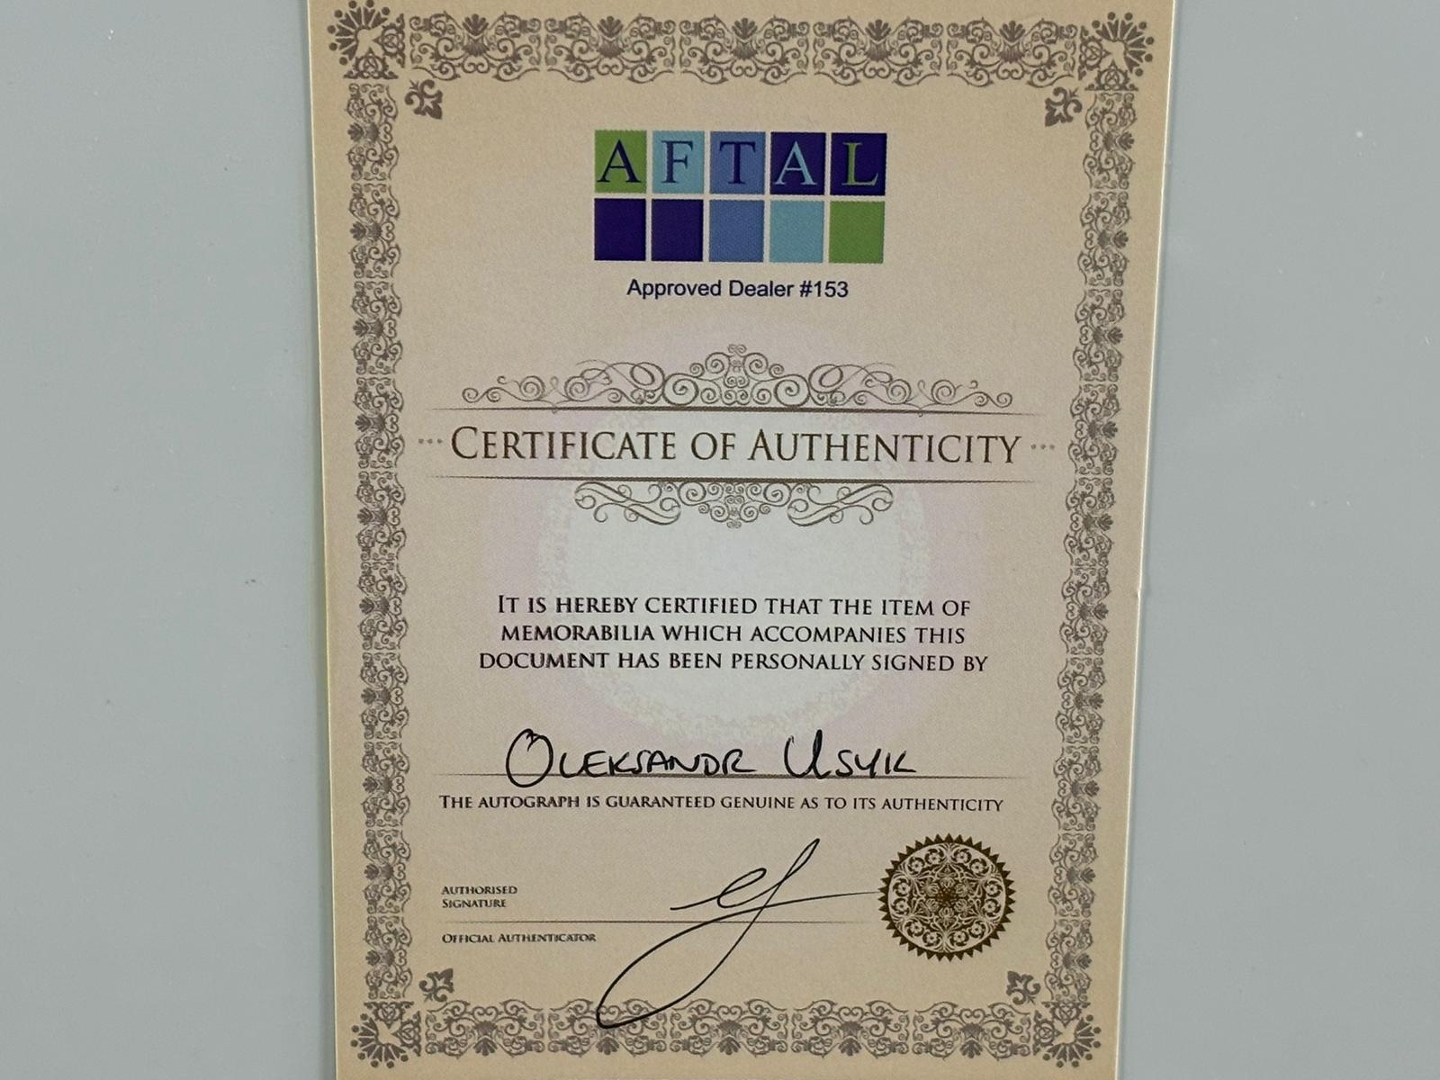 AFTAL
Approved Dealer #153
CERTIFICATE OF AUTHENTICITY
IT IS HEREBY CERTIFIED THAT THE ITEM OF
MEMORABILIA WHICH ACCOMPANIES THIS
DOCUMENT HAS BEEN PERSONALLY SIGNED BY
OLEKSANDR USYK
THE AUTOGRAPH IS GUARANTEED GENUINE AS TO ITS AUTHENTICITY
AUTHORISED
SIGNATURE
OFFICIAL AUTHENTICATOR